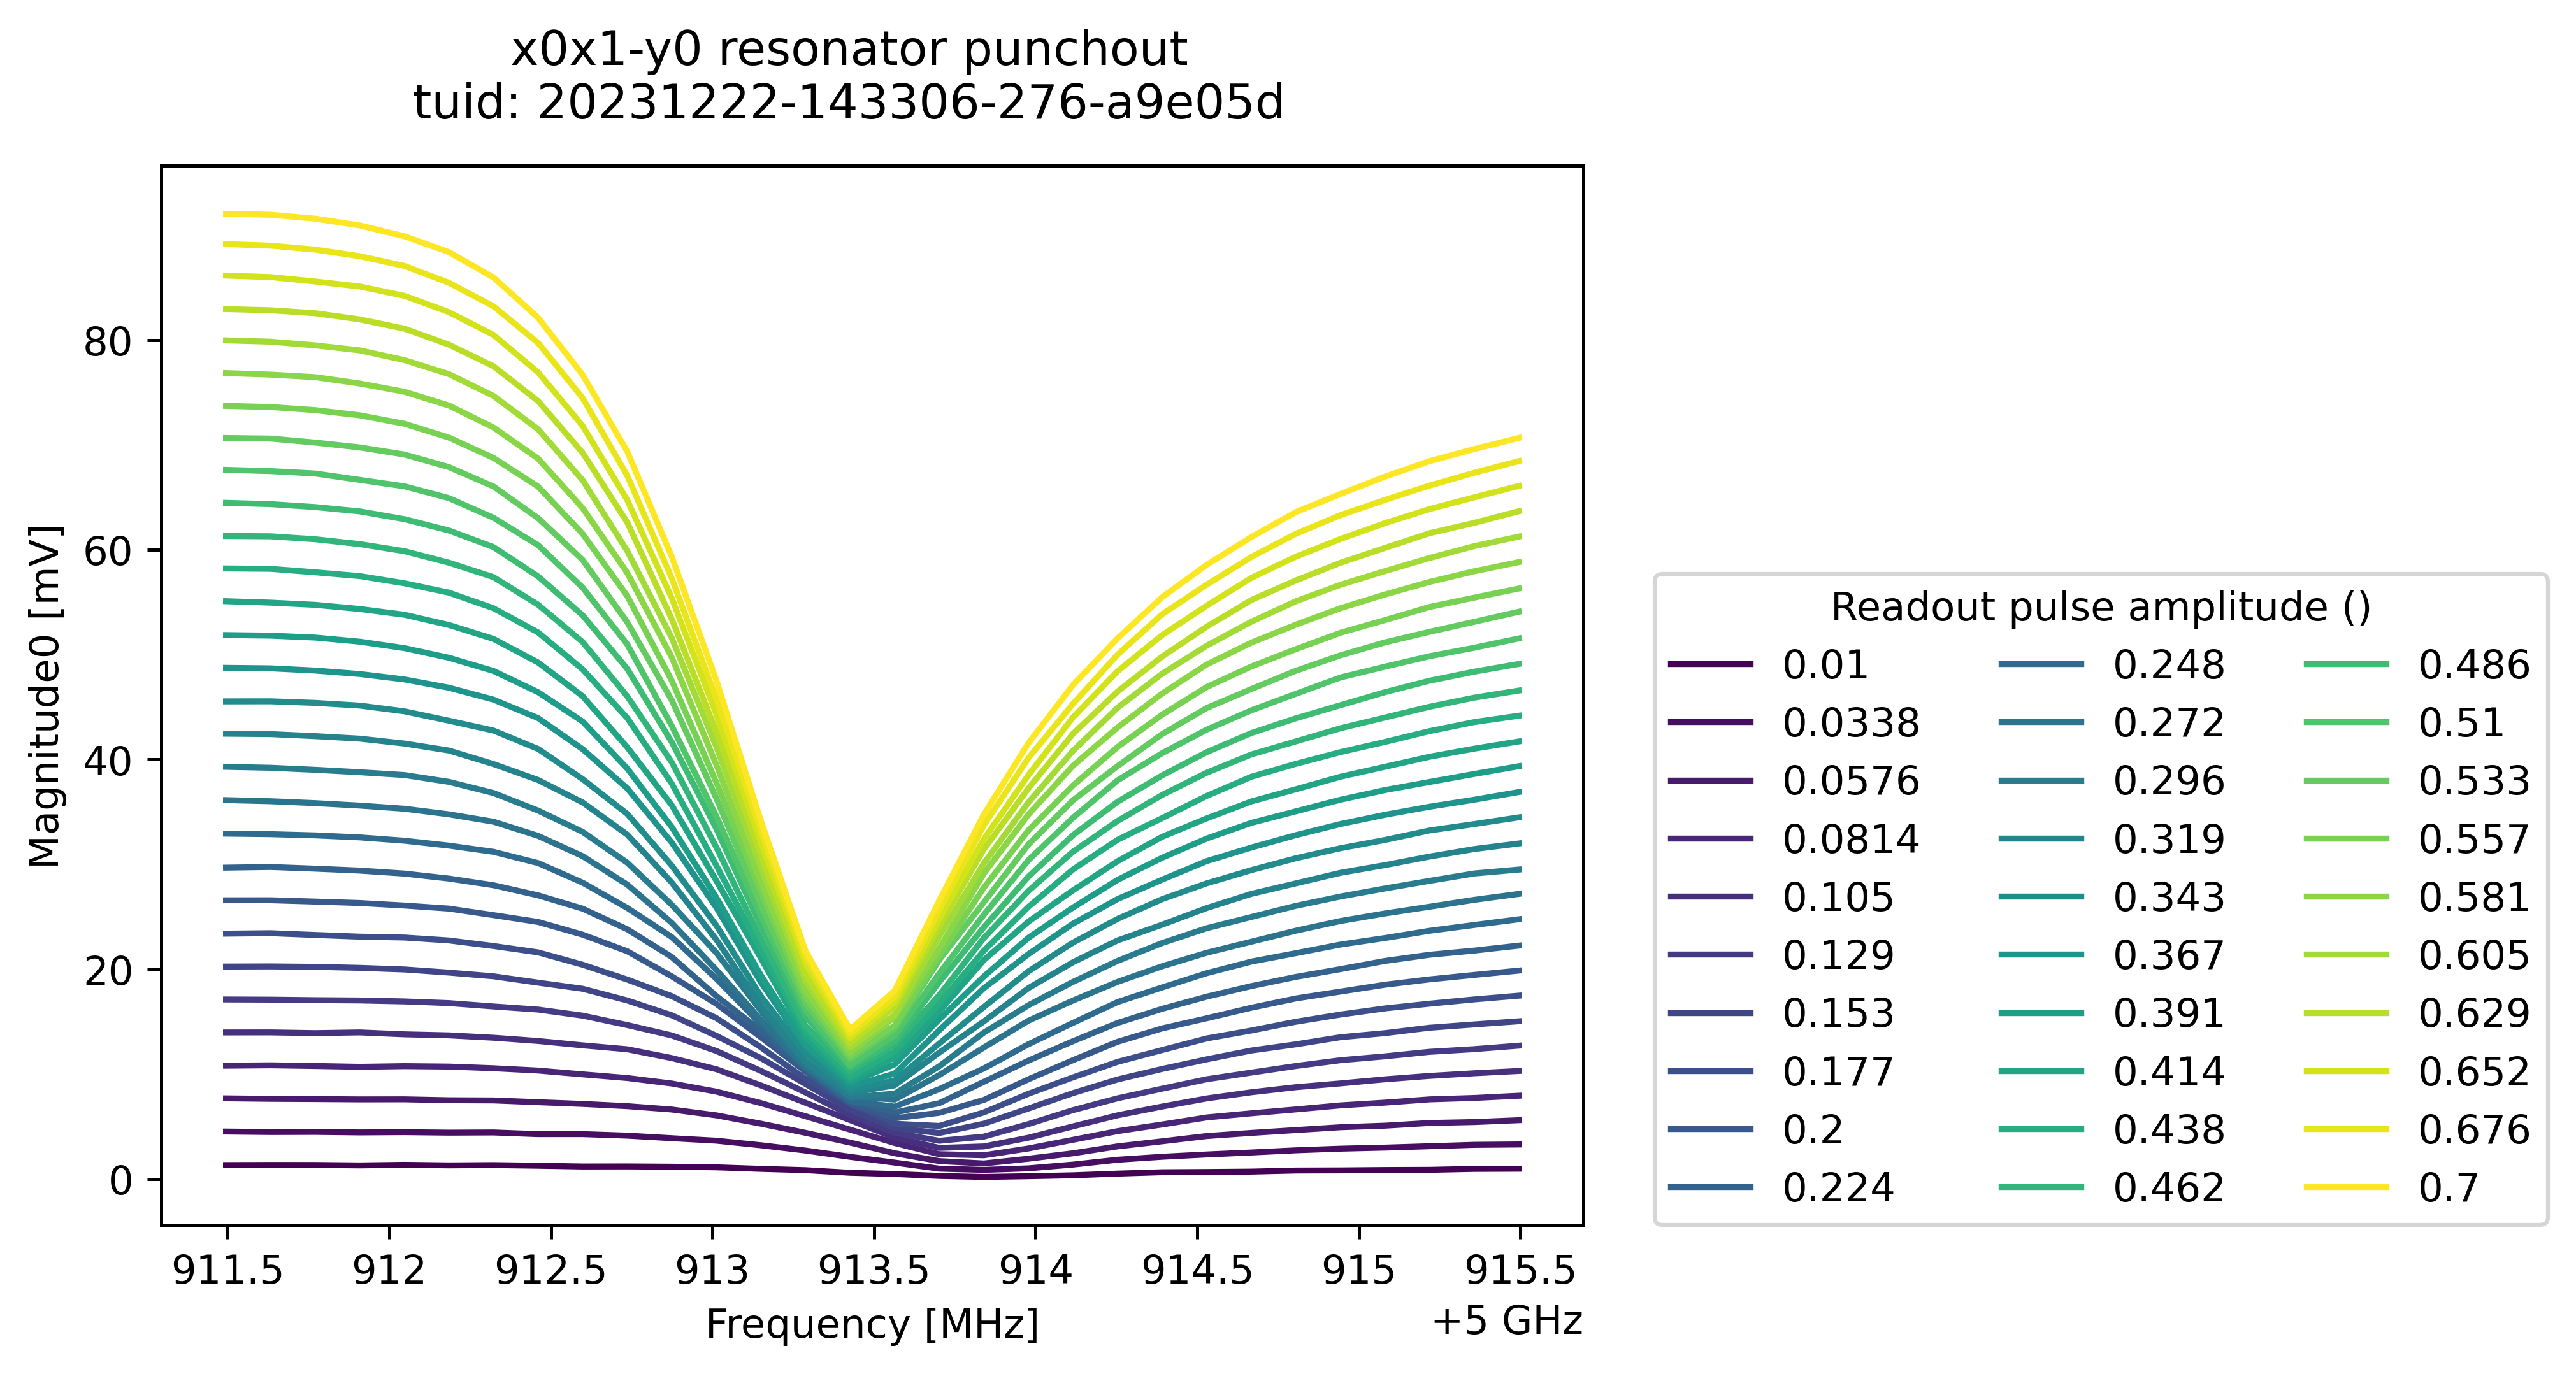 x0x1-y0 resonator punchout
tuid: 20231222-143306-276-a9e05d
Magnitude0 [mV]
80
60
40
20
0
911.5 912 912.5 913 913.5 914 914.5 915 915.5
Frequency [MHz]
+5 GHz
Readout pulse amplitude ()
0.01 0.248 0.486
0.0338 0.272 0.51
0.0576 0.296 0.533
0.0814 0.319 0.557
0.105 0.343 0.581
0.129 0.367 0.605
0.153 0.391 0.629
0.177 0.414 0.652
0.2 0.438 0.676
0.224 0.462 0.7